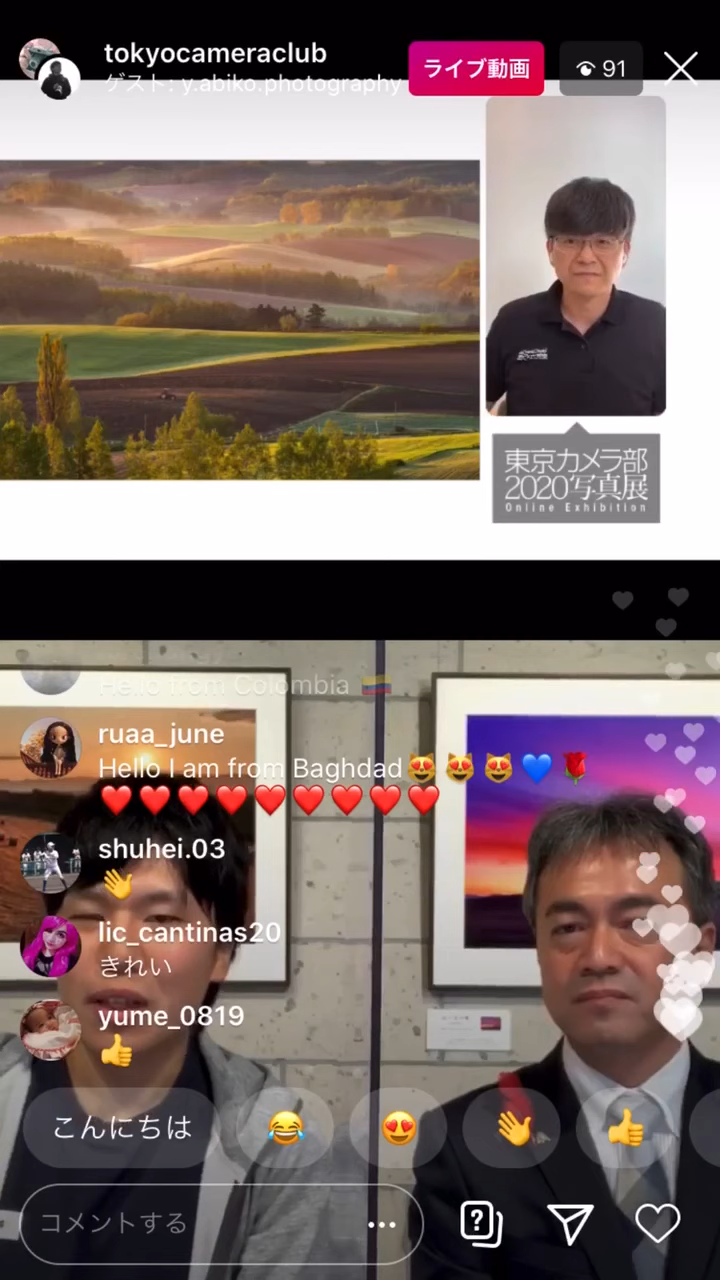 tokyocameraclub
ゲスト: y.abiko.photography
ライブ動画
91
東京カメラ部
2020写真展
Online Exhibition
Hello from Colombia 🇨🇴
ruaa_june
Hello I am from Baghdad😻😻😻💙🌹
❤️❤️❤️❤️❤️❤️❤️❤️❤️
shuhei.03
👋
lic_cantinas20
きれい
yume_0819
👍
こんにちは 😂 😍 👋 👍
コメントする